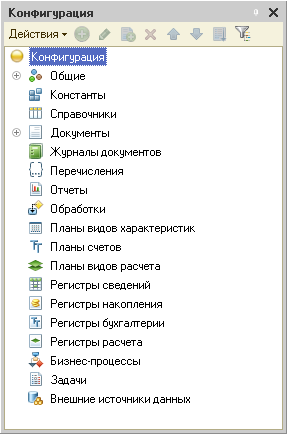 Конфигурация
Действия
Конфигурация
Общие
Константы
Справочники
Документы
Журналы документов
Перечисления
Отчеты
Обработки
Планы видов характеристик
Планы счетов
Планы видов расчета
Регистры сведений
Регистры накопления
Регистры бухгалтерии
Регистры расчета
Бизнес-процессы
Задачи
Внешние источники данных